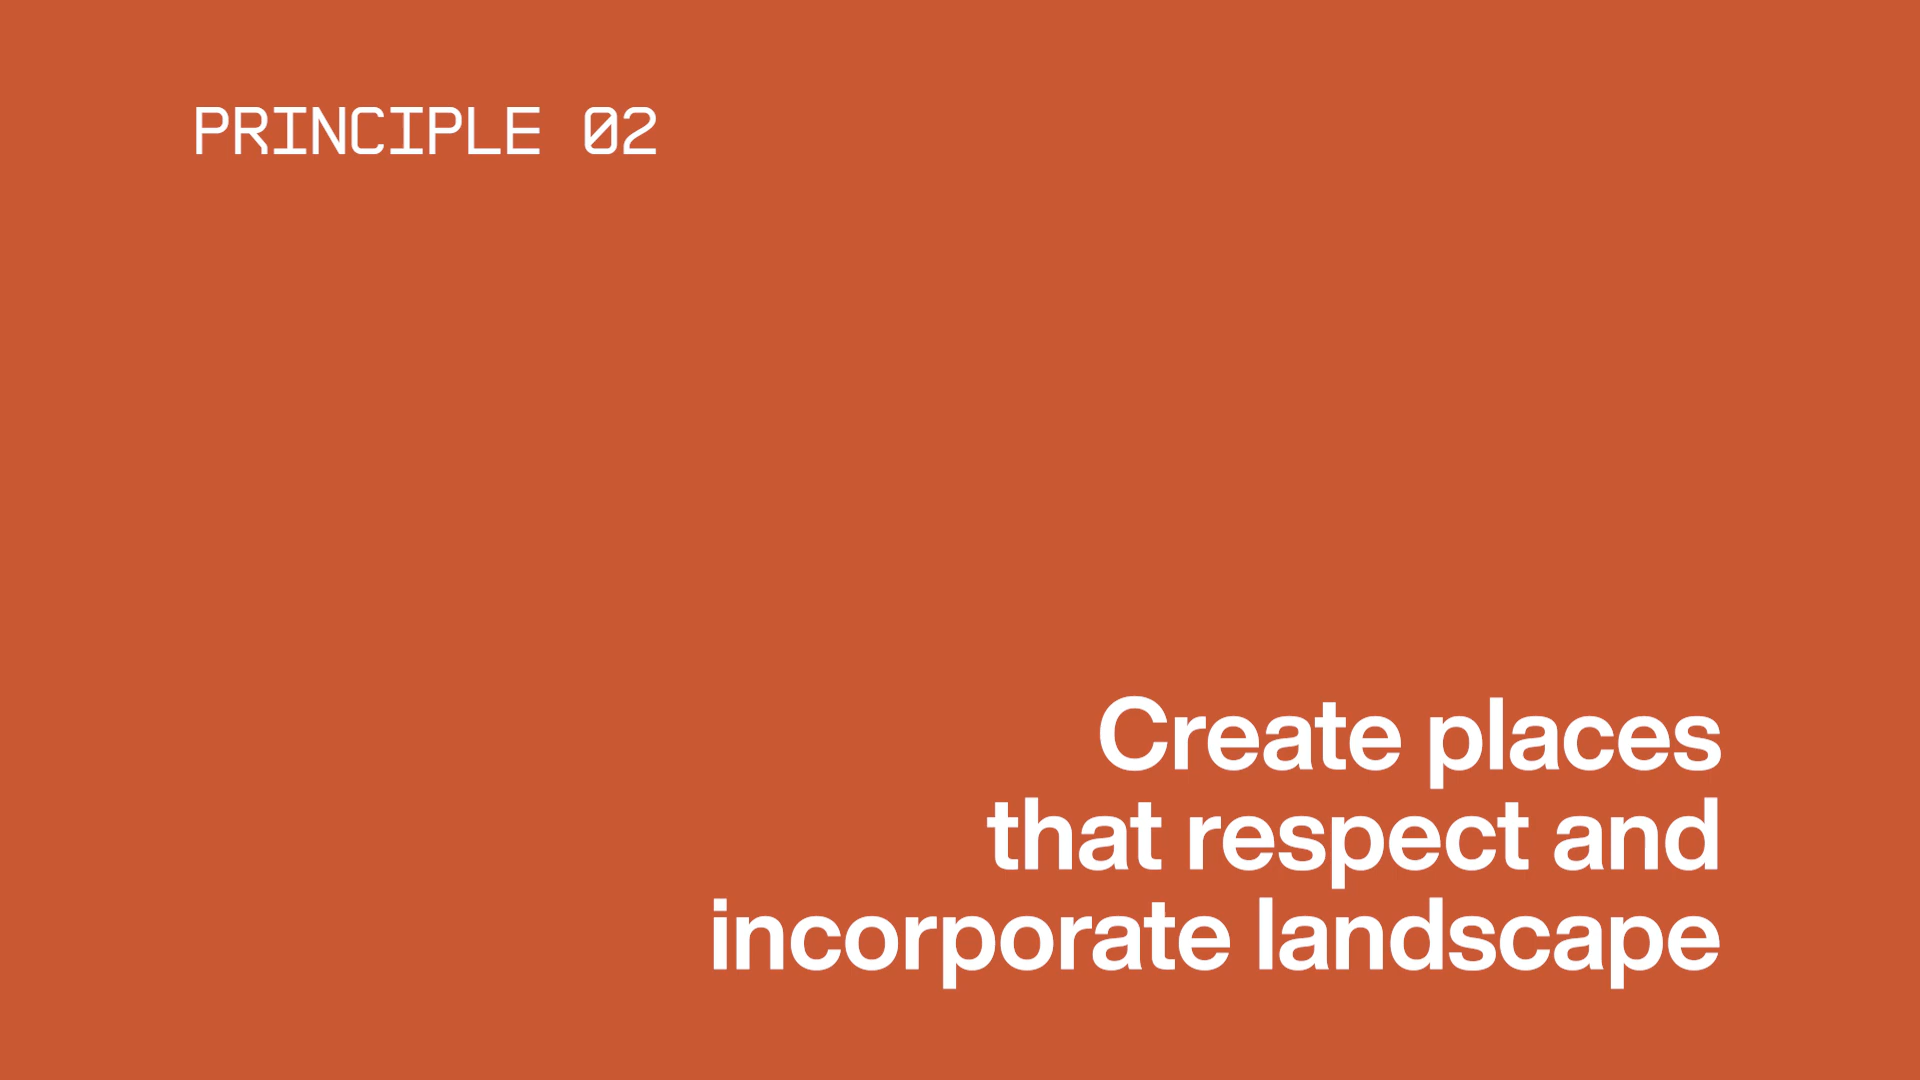 PRINCIPLE 02
Create places
that respect and
incorporate landscape